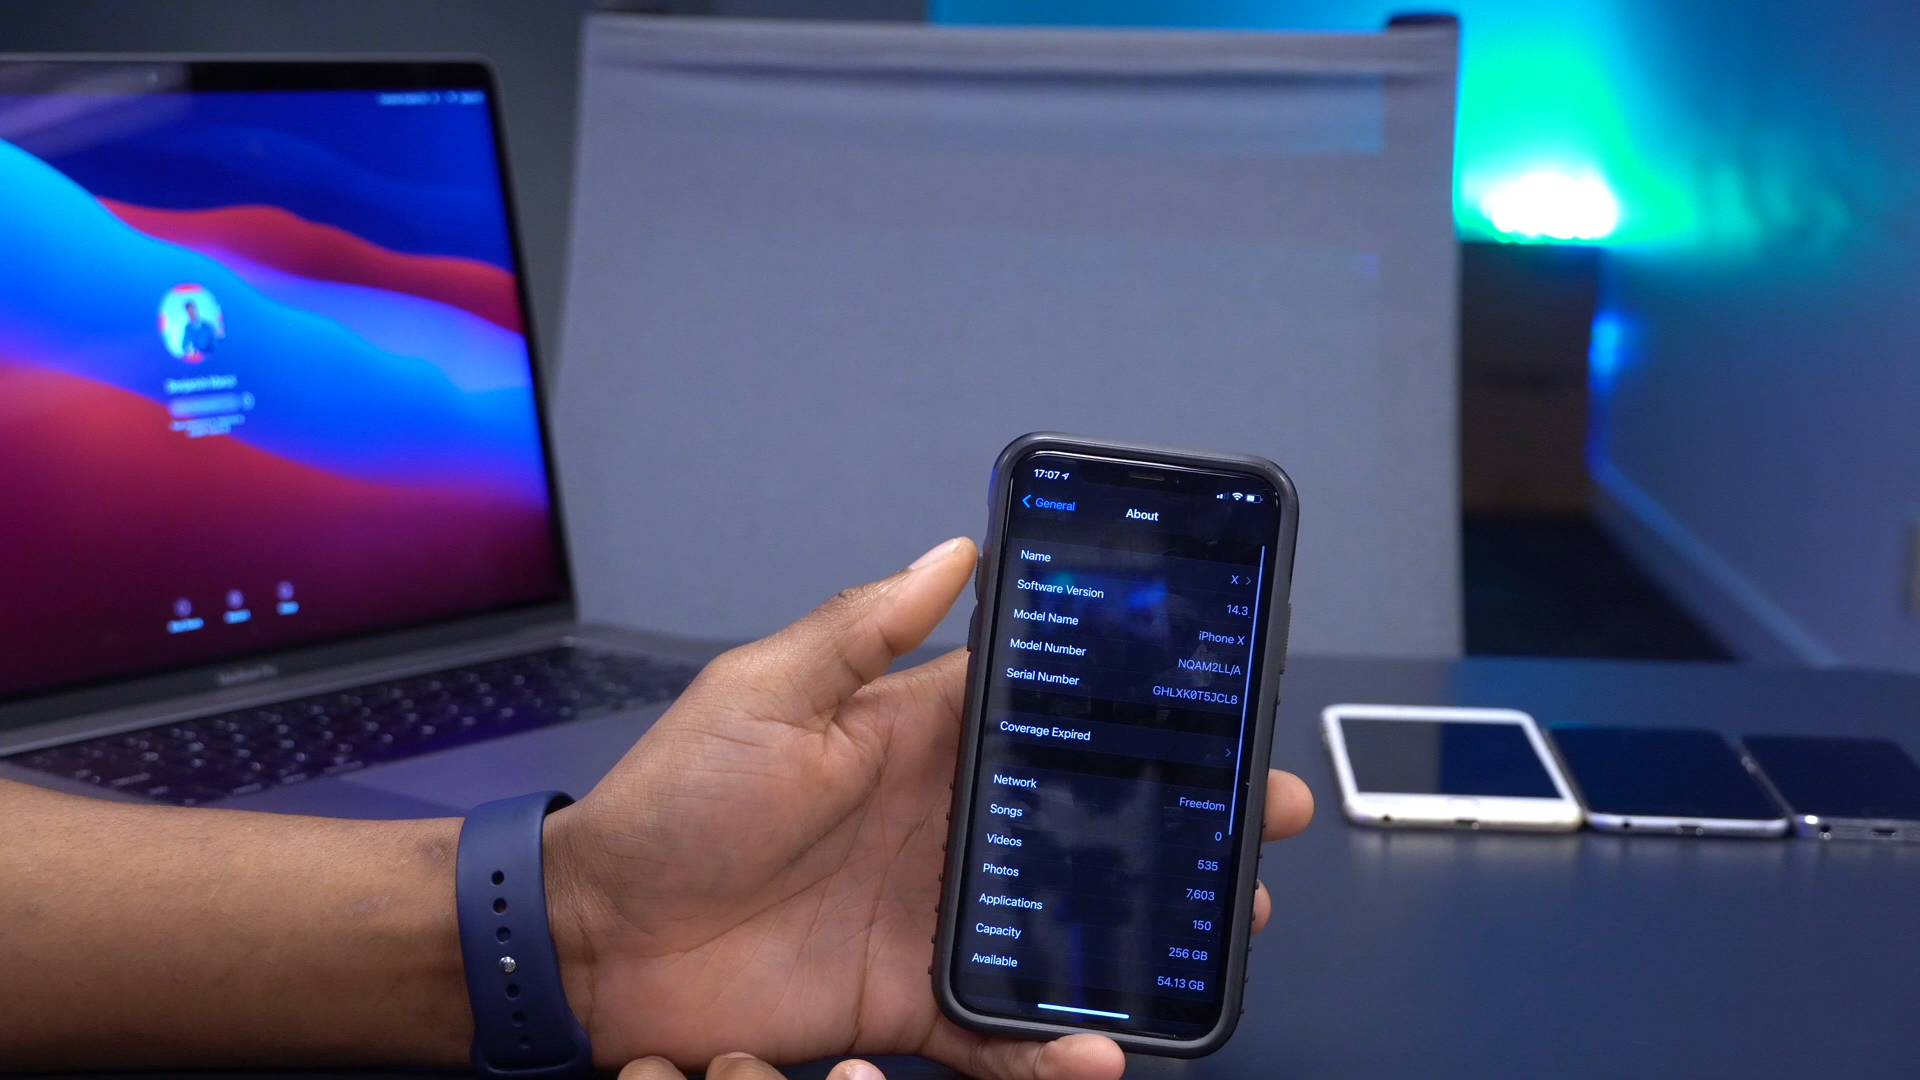 17:07
General
About
Name
X
Software Version
14.3
Model Name
iPhone X
Model Number
NQAM2LL/A
Serial Number
GHLXK0T5JCL8
Coverage Expired
Network
Freedom
Songs
0
Videos
535
Photos
7,603
Applications
150
Capacity
256 GB
Available
54.13 GB